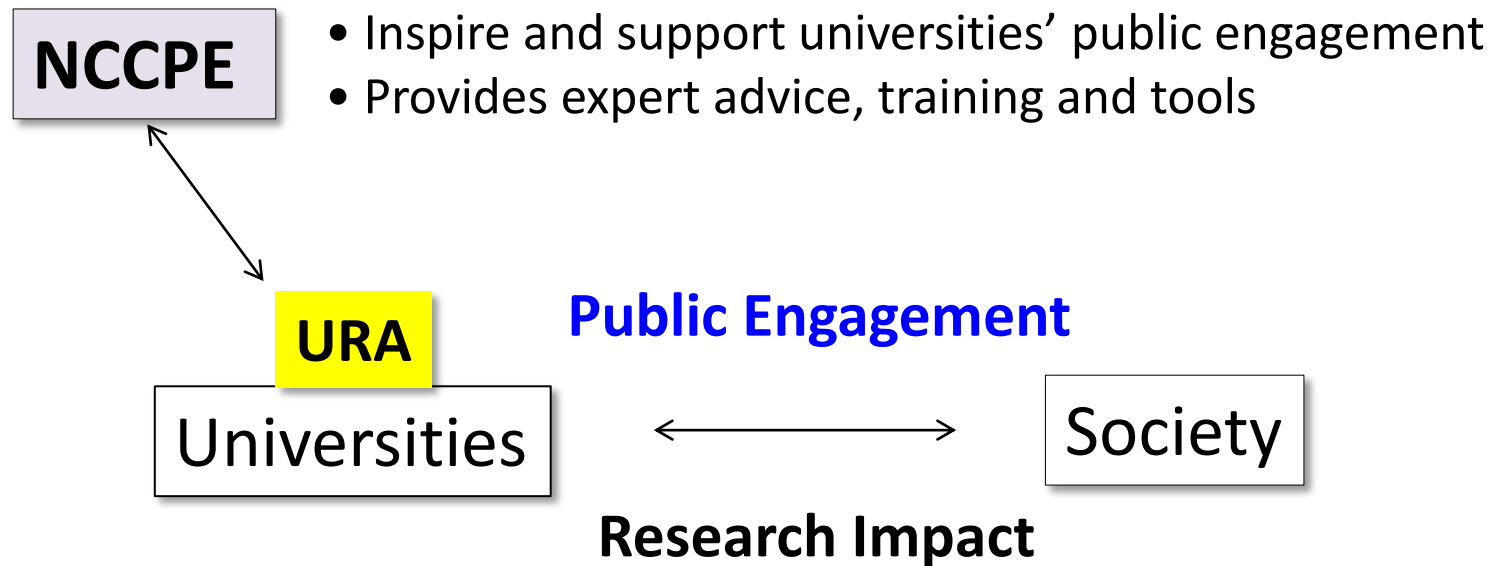 NCCPE
• Inspire and support universities’ public engagement
• Provides expert advice, training and tools
URA
Public Engagement
Universities
Society
Research Impact